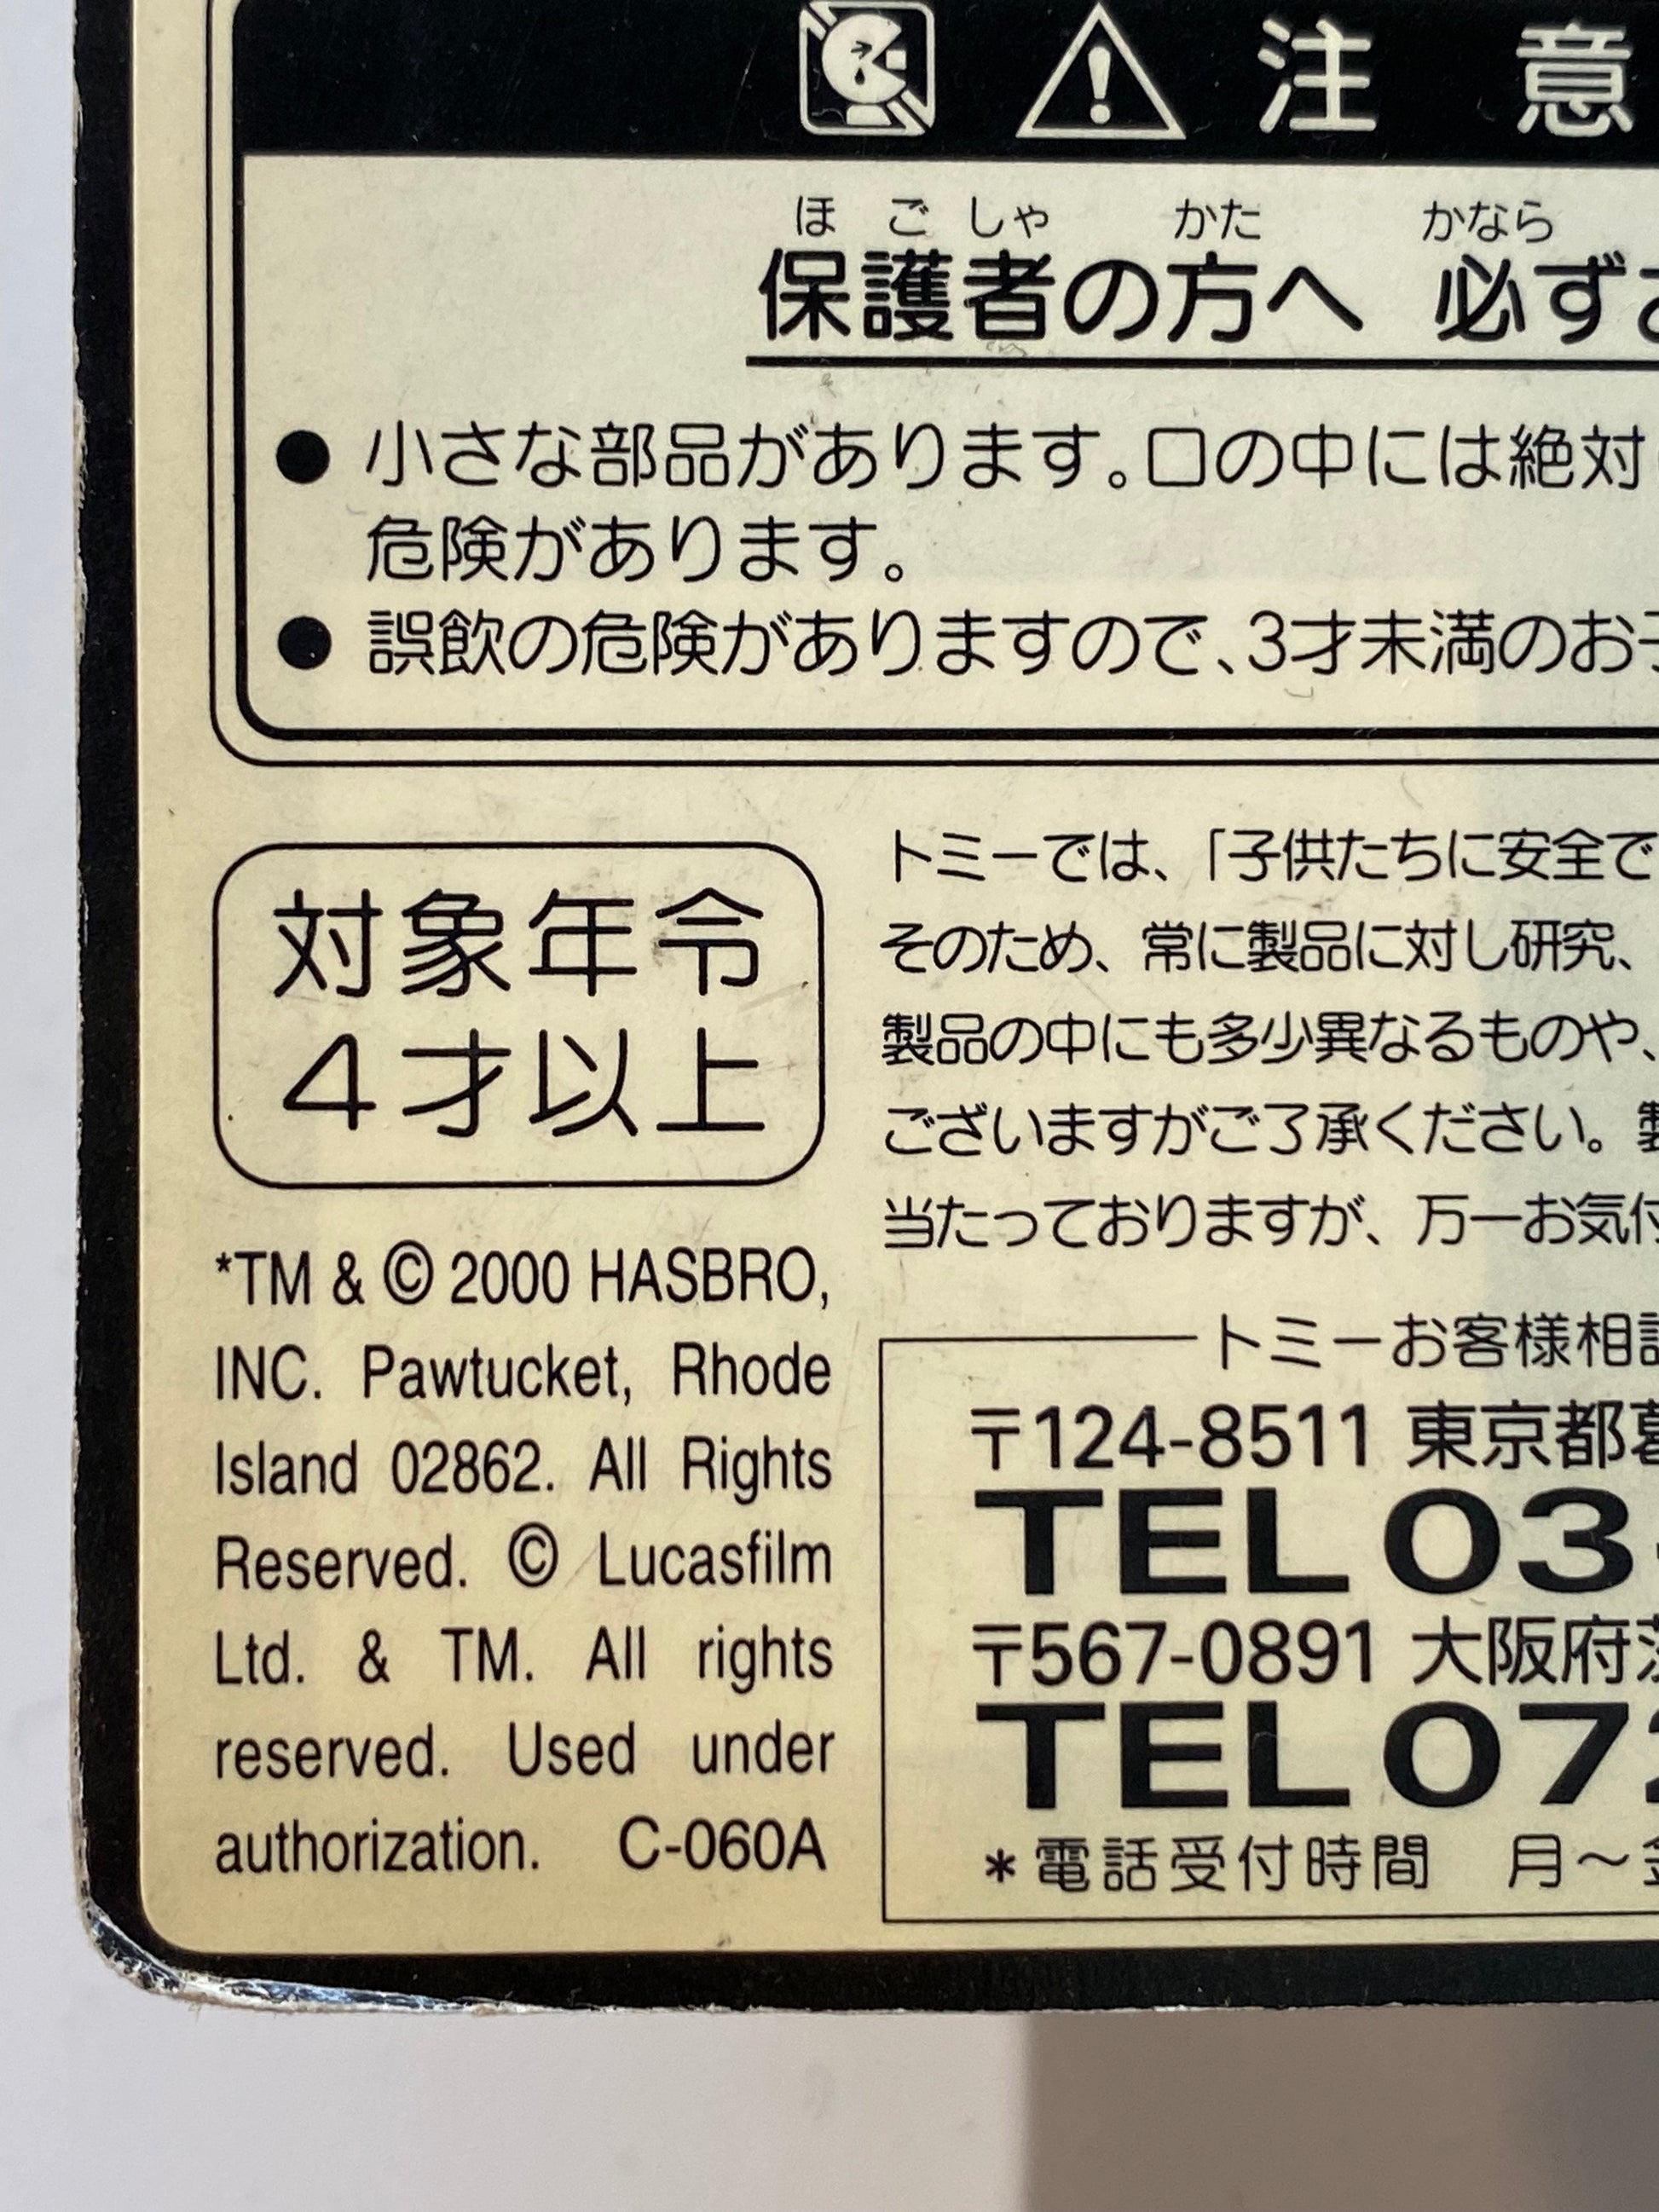 注意
ほごしゃ かた かなら
保護者の方へ 必ず
●小さな部品があります。口の中には絶対
危険があります。
●誤飲の危険がありますので、3才未満のお子
対象年令
4才以上
トミーでは、「子供たちに安全で
そのため、常に製品に対し研究、
製品の中にも多少異なるものや、
ございますがご了承ください。製
当たっておりますが、万一お気付
*TM & © 2000 HASBRO,
INC. Pawtucket, Rhode
Island 02862. All Rights
Reserved. © Lucasfilm
Ltd. & TM. All rights
reserved. Used under
authorization. C-060A
トミーお客様相談
〒124-8511 東京都葛
TEL 03-
〒567-0891 大阪府茨
TEL 072
*電話受付時間 月〜金